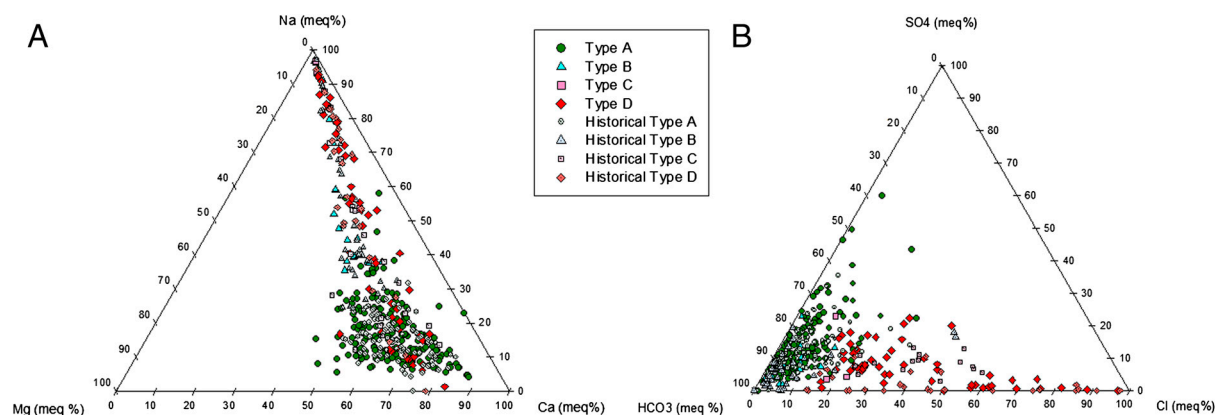 A
Na (meq%)
0
100
10
90
20
80
30
70
40
60
50
50
60
40
70
30
80
20
90
10
100
0
0 10 20 30 40 50 60 70 80 90 100
Mg (meq %)
Ca (meq%)
Type A
Type B
Type C
Type D
Historical Type A
Historical Type B
Historical Type C
Historical Type D
B
SO4 (meq%)
0
100
10
90
20
80
30
70
40
60
50
50
60
40
70
30
80
20
90
10
100
0
0 10 20 30 40 50 60 70 80 90 100
HCO3 (meq %)
Cl (meq%)